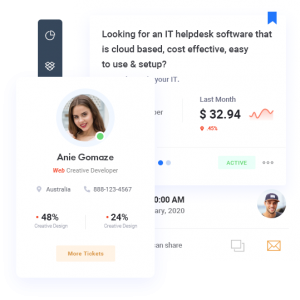 Looking for an IT helpdesk software that
is cloud based, cost effective, easy
to use & setup?
your IT.
Last Month
$ 32.94
.45%
ACTIVE
Anie Gomaze
Web Creative Developer
Australia
888-123-4567
48%
Creative Design
24%
Creative Design
More Tickets
0:00 AM
ary, 2020
an share